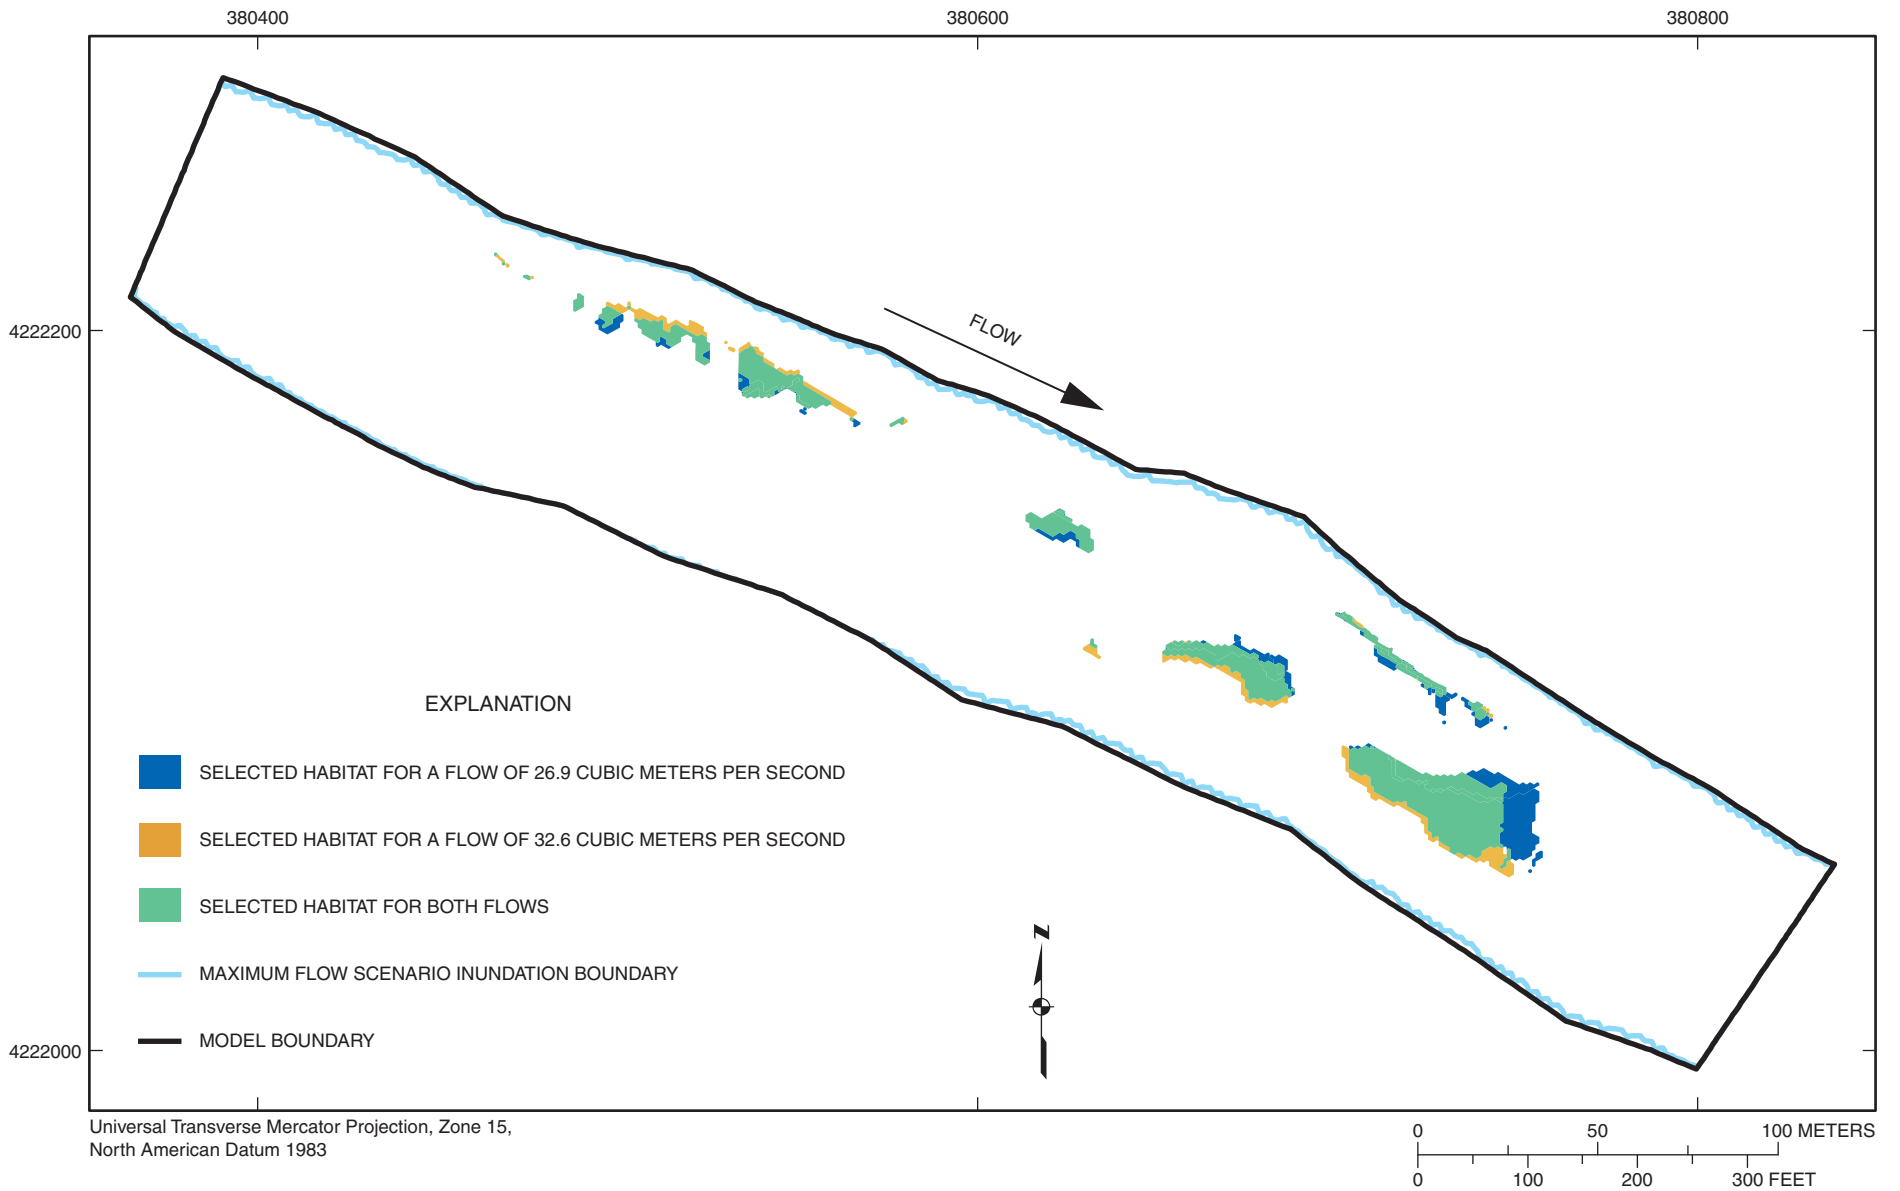 380400
380600
380800
4222200
FLOW
EXPLANATION
SELECTED HABITAT FOR A FLOW OF 26.9 CUBIC METERS PER SECOND
SELECTED HABITAT FOR A FLOW OF 32.6 CUBIC METERS PER SECOND
SELECTED HABITAT FOR BOTH FLOWS
MAXIMUM FLOW SCENARIO INUNDATION BOUNDARY
MODEL BOUNDARY
N
4222000
Universal Transverse Mercator Projection, Zone 15,
North American Datum 1983
0 50 100 METERS
0 100 200 300 FEET